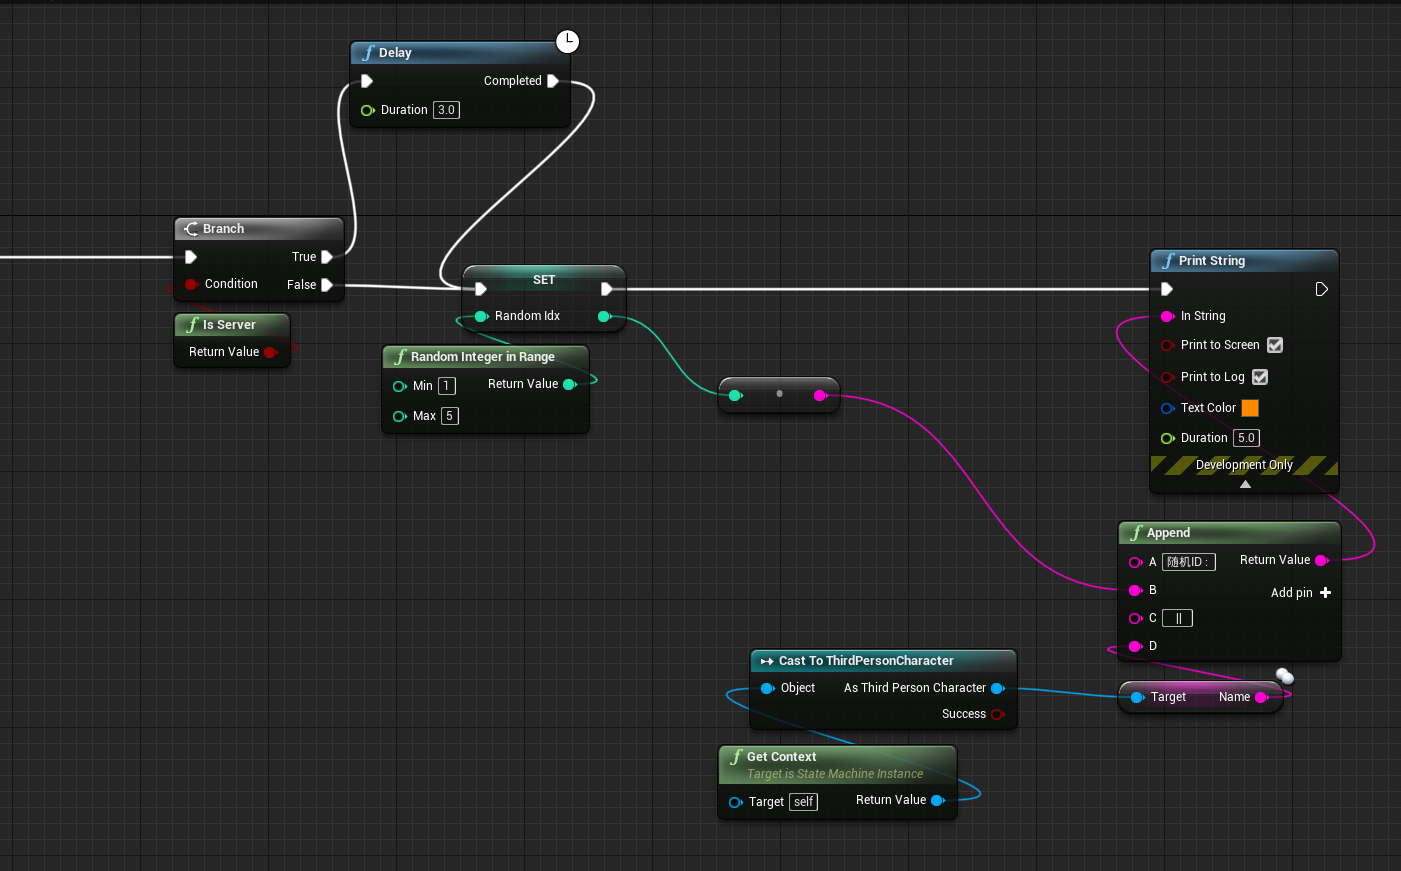 Delay
Completed
Duration 3.0
Branch
True
Condition False
Is Server
Return Value
SET
Random Idx
Random Integer in Range
Min 1 Return Value
Max 5
Print String
In String
Print to Screen
Print to Log
Text Color
Duration 5.0
Development Only
Append
A 随机ID : Return Value
B
Add pin
C ||
D
Cast To ThirdPersonCharacter
Object As Third Person Character
Success
Target Name
Get Context
Target is State Machine Instance
Target self Return Value